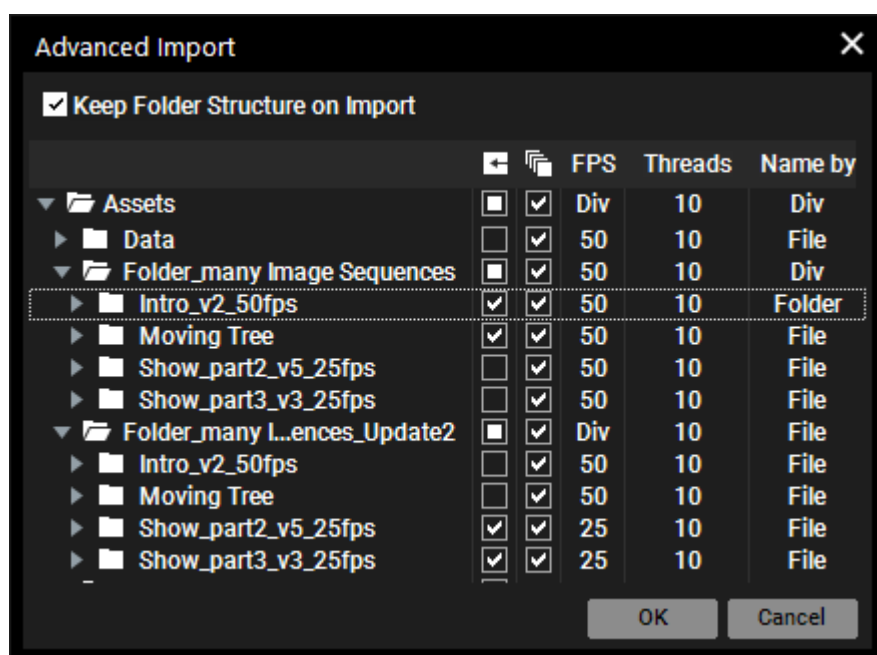 Advanced Import
Keep Folder Structure on Import
FPS Threads Name by
Assets Div 10 Div
Data 50 10 File
Folder_many Image Sequences 50 10 Div
Intro_v2_50fps 50 10 Folder
Moving Tree 50 10 File
Show_part2_v5_25fps 50 10 File
Show_part3_v3_25fps 50 10 File
Folder_many I...ences_Update2 Div 10 File
Intro_v2_50fps 50 10 File
Moving Tree 50 10 File
Show_part2_v5_25fps 25 10 File
Show_part3_v3_25fps 25 10 File
OK Cancel